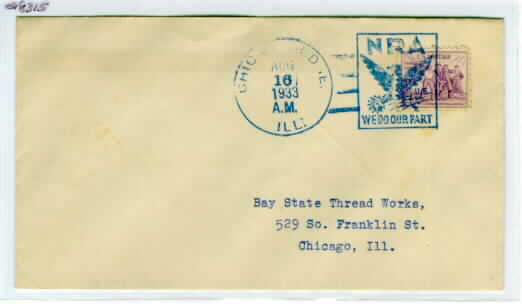 CHICAGO
ILL.
AUG
16
1933
A.M.
NRA
WE DO OUR PART
Bay State Thread Works,
529 So. Franklin St.
Chicago, Ill.